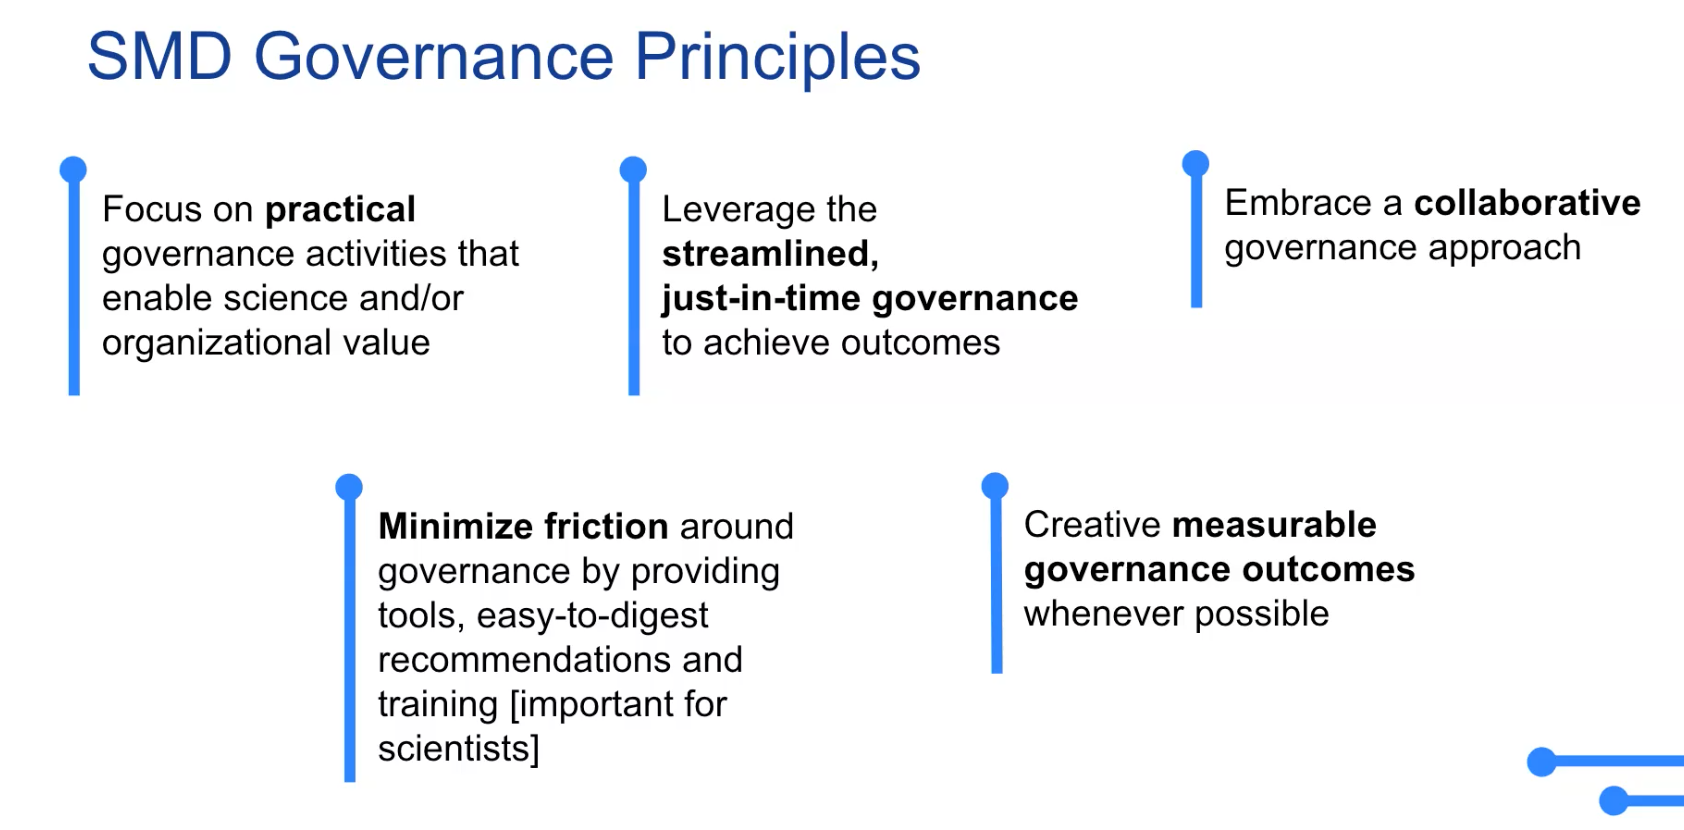 SMD Governance Principles
Focus on practical
governance activities that
enable science and/or
organizational value
Leverage the
streamlined,
just-in-time governance
to achieve outcomes
Embrace a collaborative
governance approach
Minimize friction around
governance by providing
tools, easy-to-digest
recommendations and
training [important for
scientists]
Creative measurable
governance outcomes
whenever possible